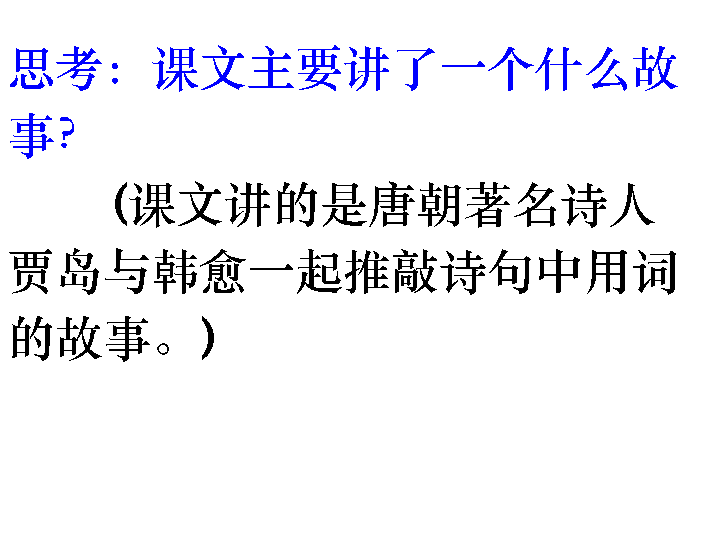 思考：课文主要讲了一个什么故
事?
(课文讲的是唐朝著名诗人
贾岛与韩愈一起推敲诗句中用词
的故事。)